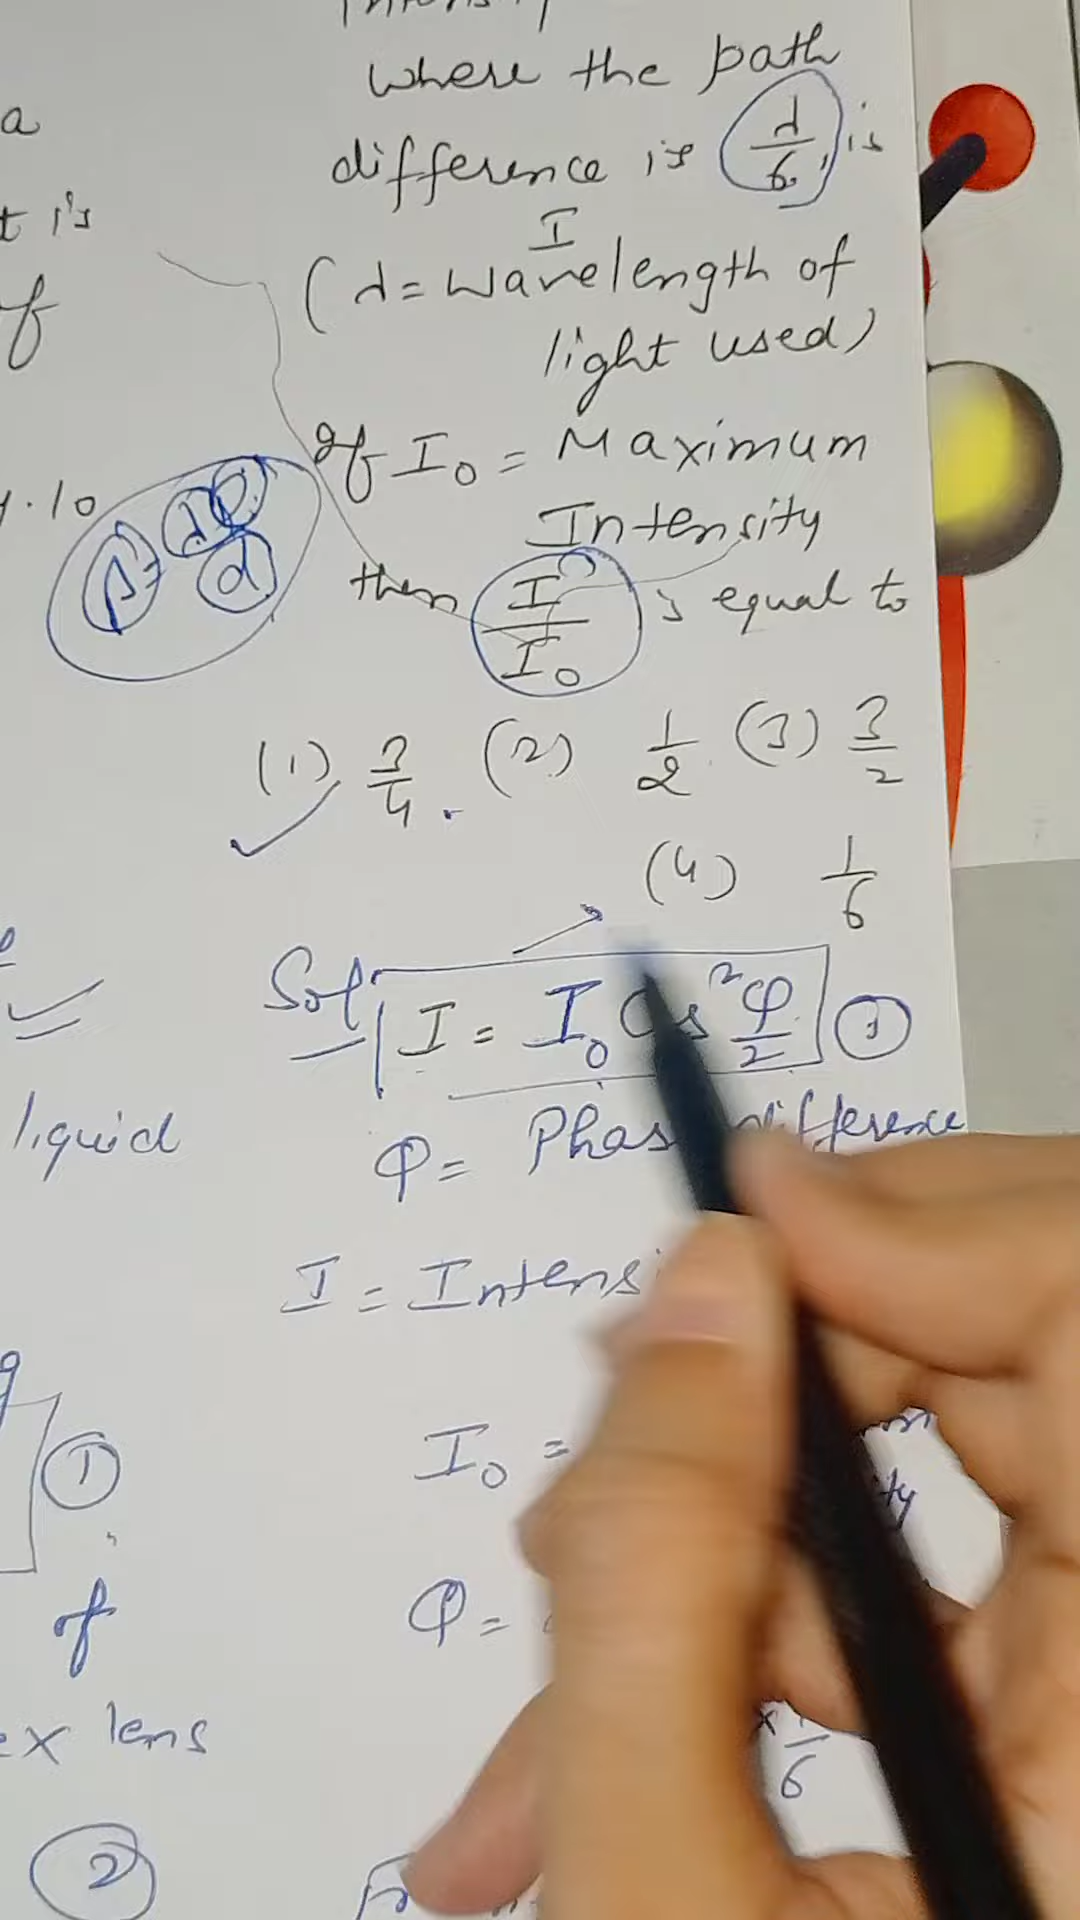 where the path
a
difference is λ/6, is
t is
I
(λ = Wavelength of
light used)
of
If I₀ = Maximum
Intensity
β = λD/d
then I/I₀ is equal to
(1) 3/4. (2) 1/2 (3) 3/2
(4) 1/6
Sol
I = I₀ Cos² φ/2 (1)
liquid
φ = Phase difference
I =
I₀ =
(1)
of
φ =
ex lens
× 1/6
(2)